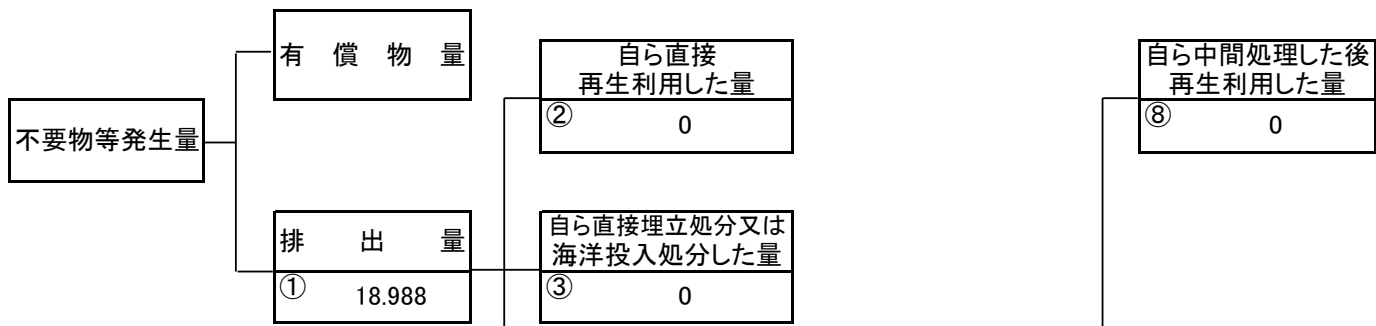 有償物量
自ら直接
再生利用した量
② 0
自ら中間処理した後
再生利用した量
⑧ 0
不要物等発生量
排出量
① 18.988
自ら直接埋立処分又は
海洋投入処分した量
③ 0